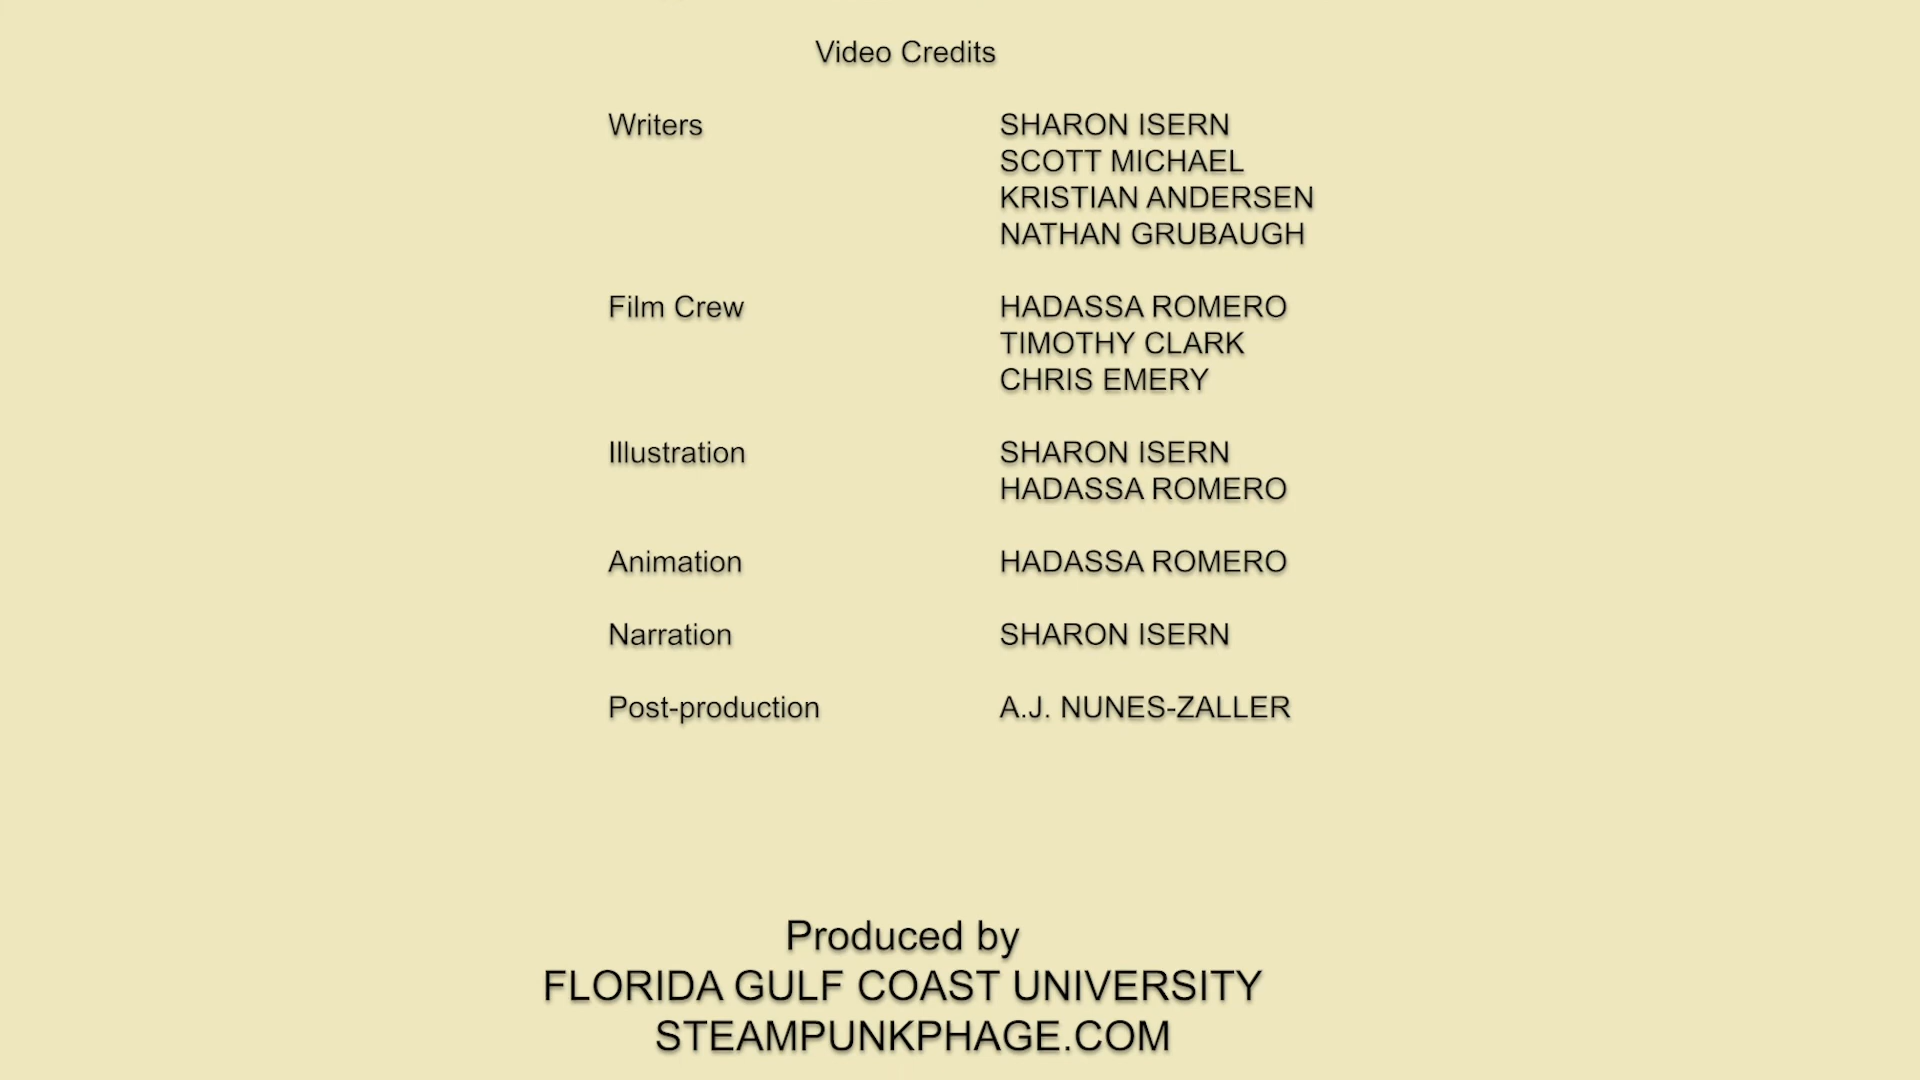 Video Credits
Writers SHARON ISERN
SCOTT MICHAEL
KRISTIAN ANDERSEN
NATHAN GRUBAUGH
Film Crew HADASSA ROMERO
TIMOTHY CLARK
CHRIS EMERY
Illustration SHARON ISERN
HADASSA ROMERO
Animation HADASSA ROMERO
Narration SHARON ISERN
Post-production A.J. NUNES-ZALLER
Produced by
FLORIDA GULF COAST UNIVERSITY
STEAMPUNKPHAGE.COM